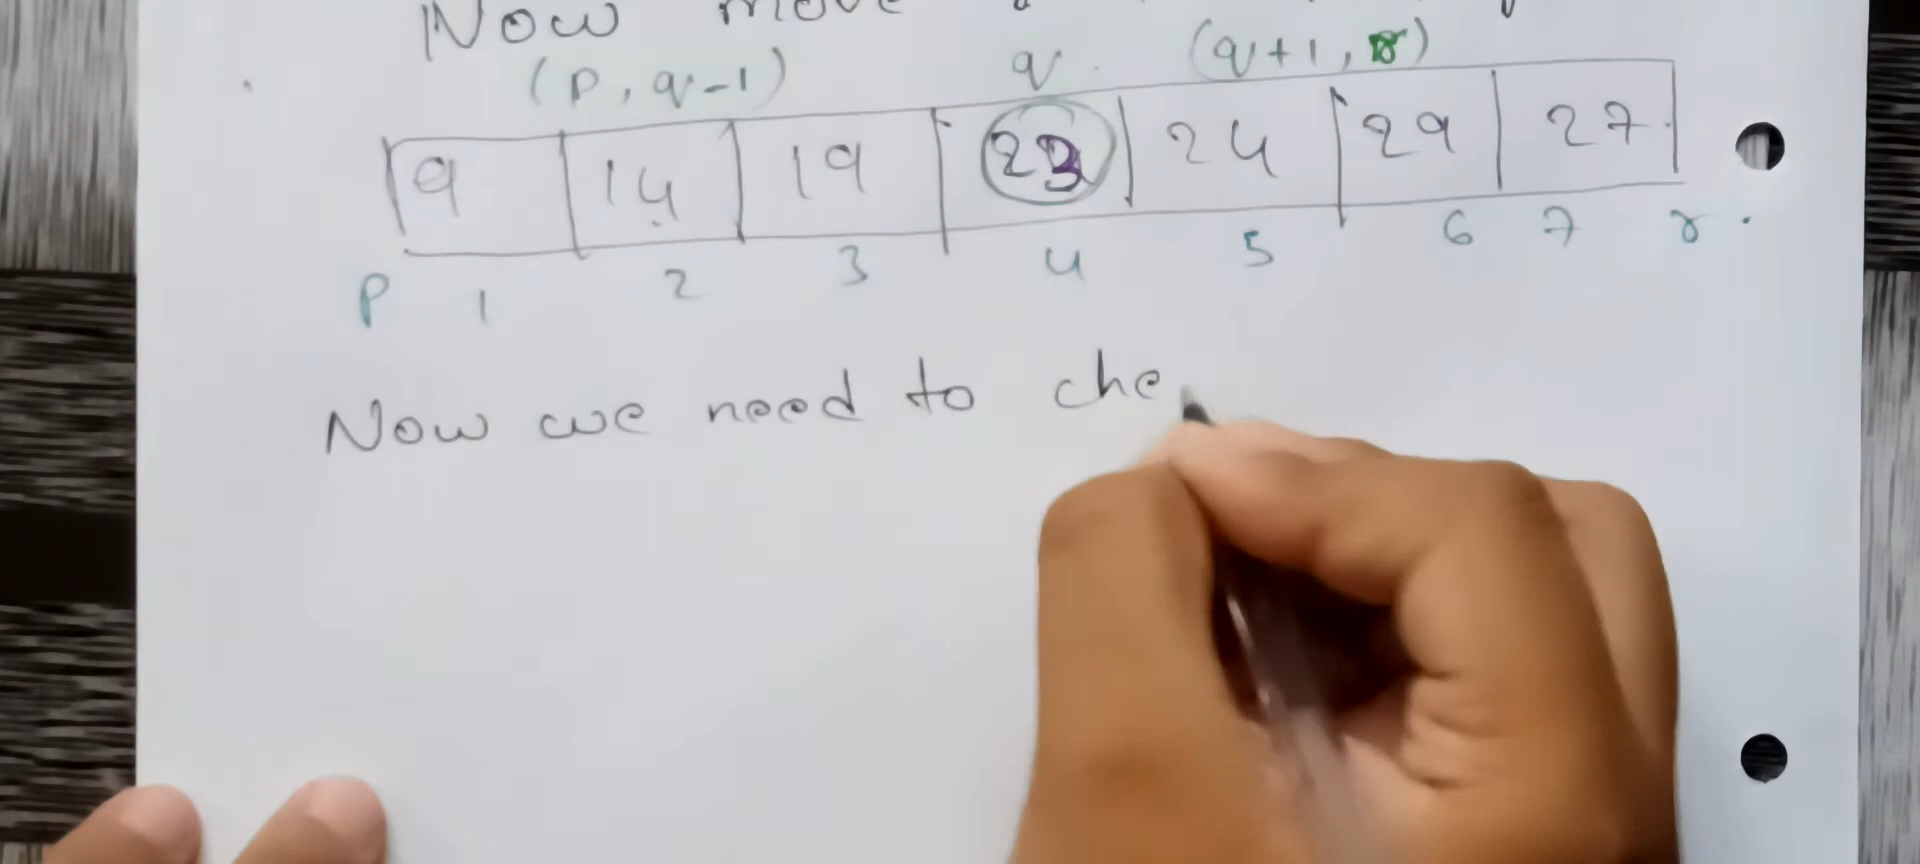 Now move
(p, q-1) q. (q+1, r)
9 14 19 23 24 29 27
P 1 2 3 4 5 6 7 r.
Now we need to che